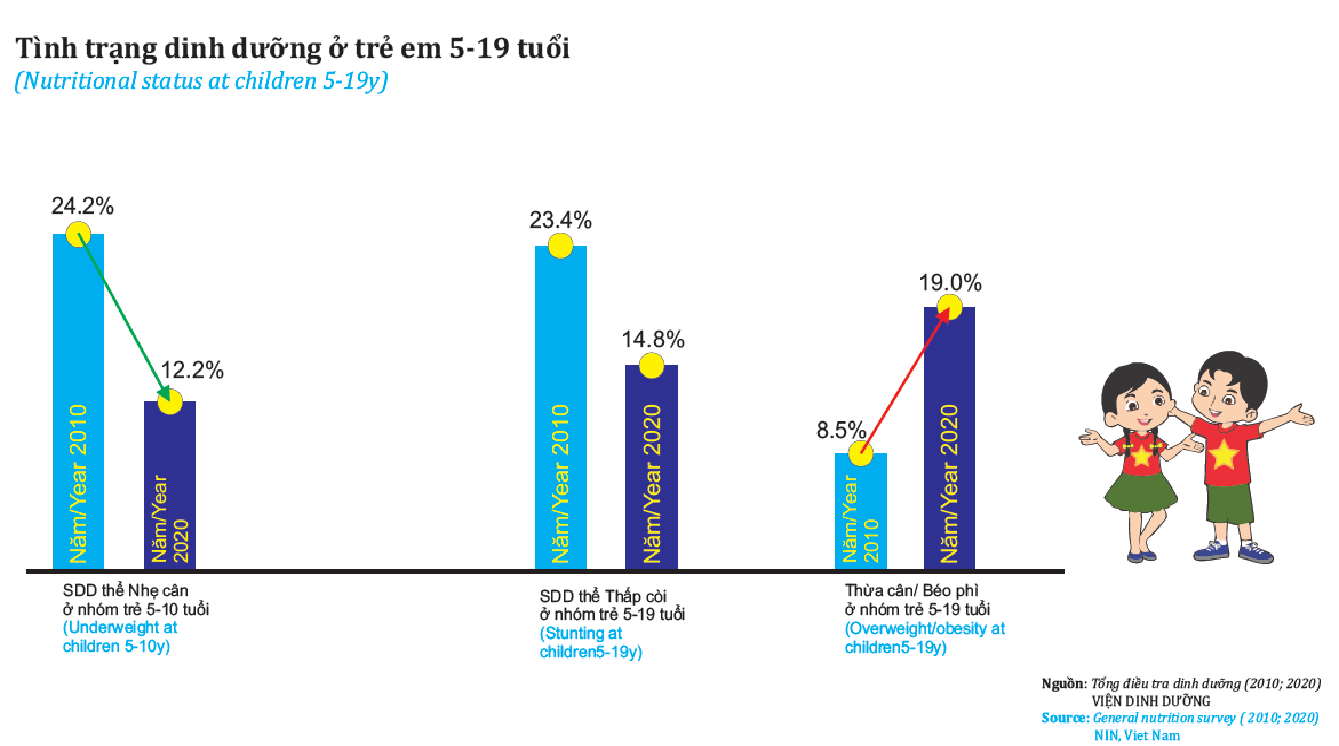 Tình trạng dinh dưỡng ở trẻ em 5-19 tuổi
(Nutritional status at children 5-19y)
24.2%
12.2%
Năm/Year 2010
Năm/Year
2020
SDD thể Nhẹ cân
ở nhóm trẻ 5-10 tuổi
(Underweight at
children 5-10y)
23.4%
14.8%
Năm/Year 2010
Năm/Year 2020
SDD thể Thấp còi
ở nhóm trẻ 5-19 tuổi
(Stunting at
children5-19y)
8.5%
19.0%
Năm/Year
2010
Năm/Year 2020
Thừa cân/ Béo phì
ở nhóm trẻ 5-19 tuổi
(Overweight/obesity at
children5-19y)
Nguồn: Tổng điều tra dinh dưỡng (2010; 2020)
VIỆN DINH DƯỠNG
Source: General nutrition survey ( 2010; 2020)
NIN, Viet Nam